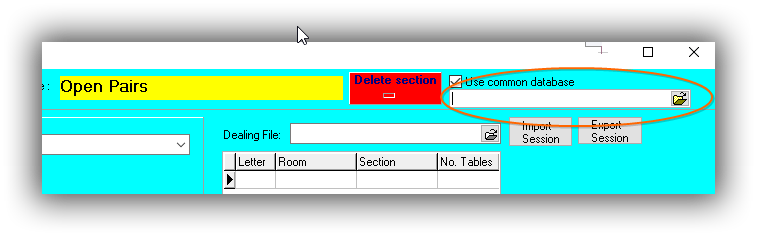 e: Open Pairs
Delete section
Use common database
Dealing File:
Import Session
Export Session
Letter Room Section No. Tables